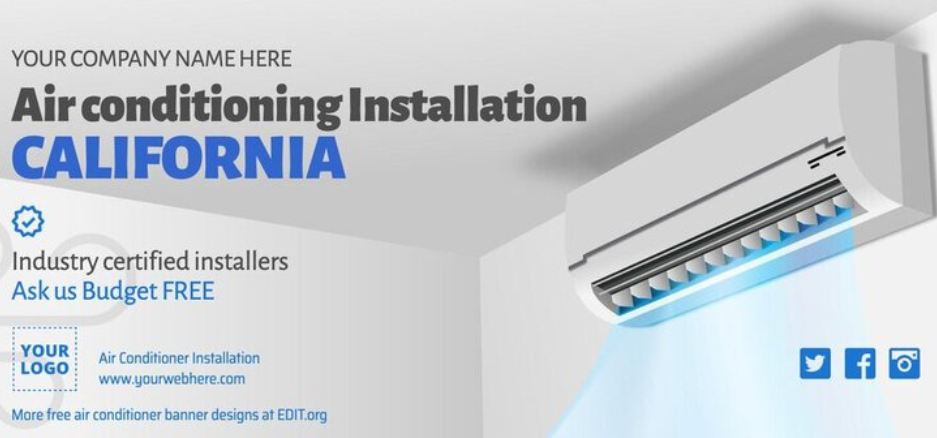 YOUR COMPANY NAME HERE
Air conditioning Installation
CALIFORNIA
Industry certified installers
Ask us Budget FREE
YOUR
LOGO
Air Conditioner Installation
www.yourwebhere.com
More free air conditioner banner designs at EDIT.org